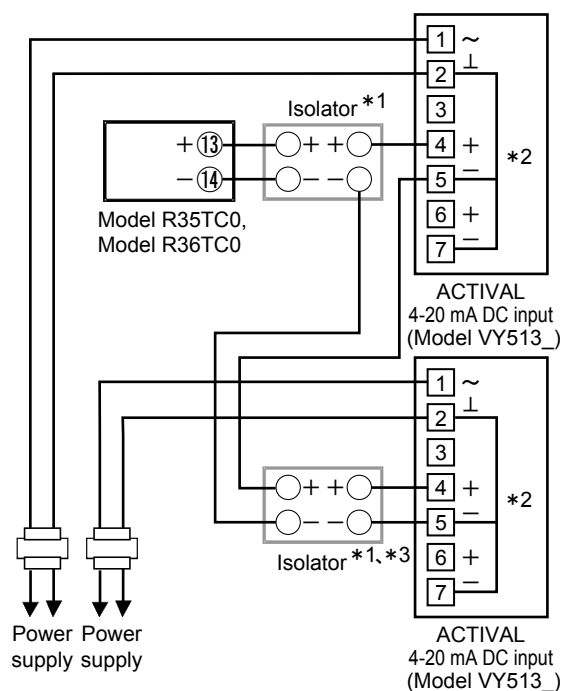 1 ~
2 ⊥
Isolator *1
3
+ ⑬ + + 4 +
*2
− ⑭ − − 5 −
6 +
Model R35TC0,
Model R36TC0
7 −
ACTIVAL
4-20 mA DC input
(Model VY513_)
1 ~
2 ⊥
3
+ + 4 +
*2
− − 5 −
Isolator *1、*3
6 +
7 −
Power Power
supply supply
ACTIVAL
4-20 mA DC input
(Model VY513_)